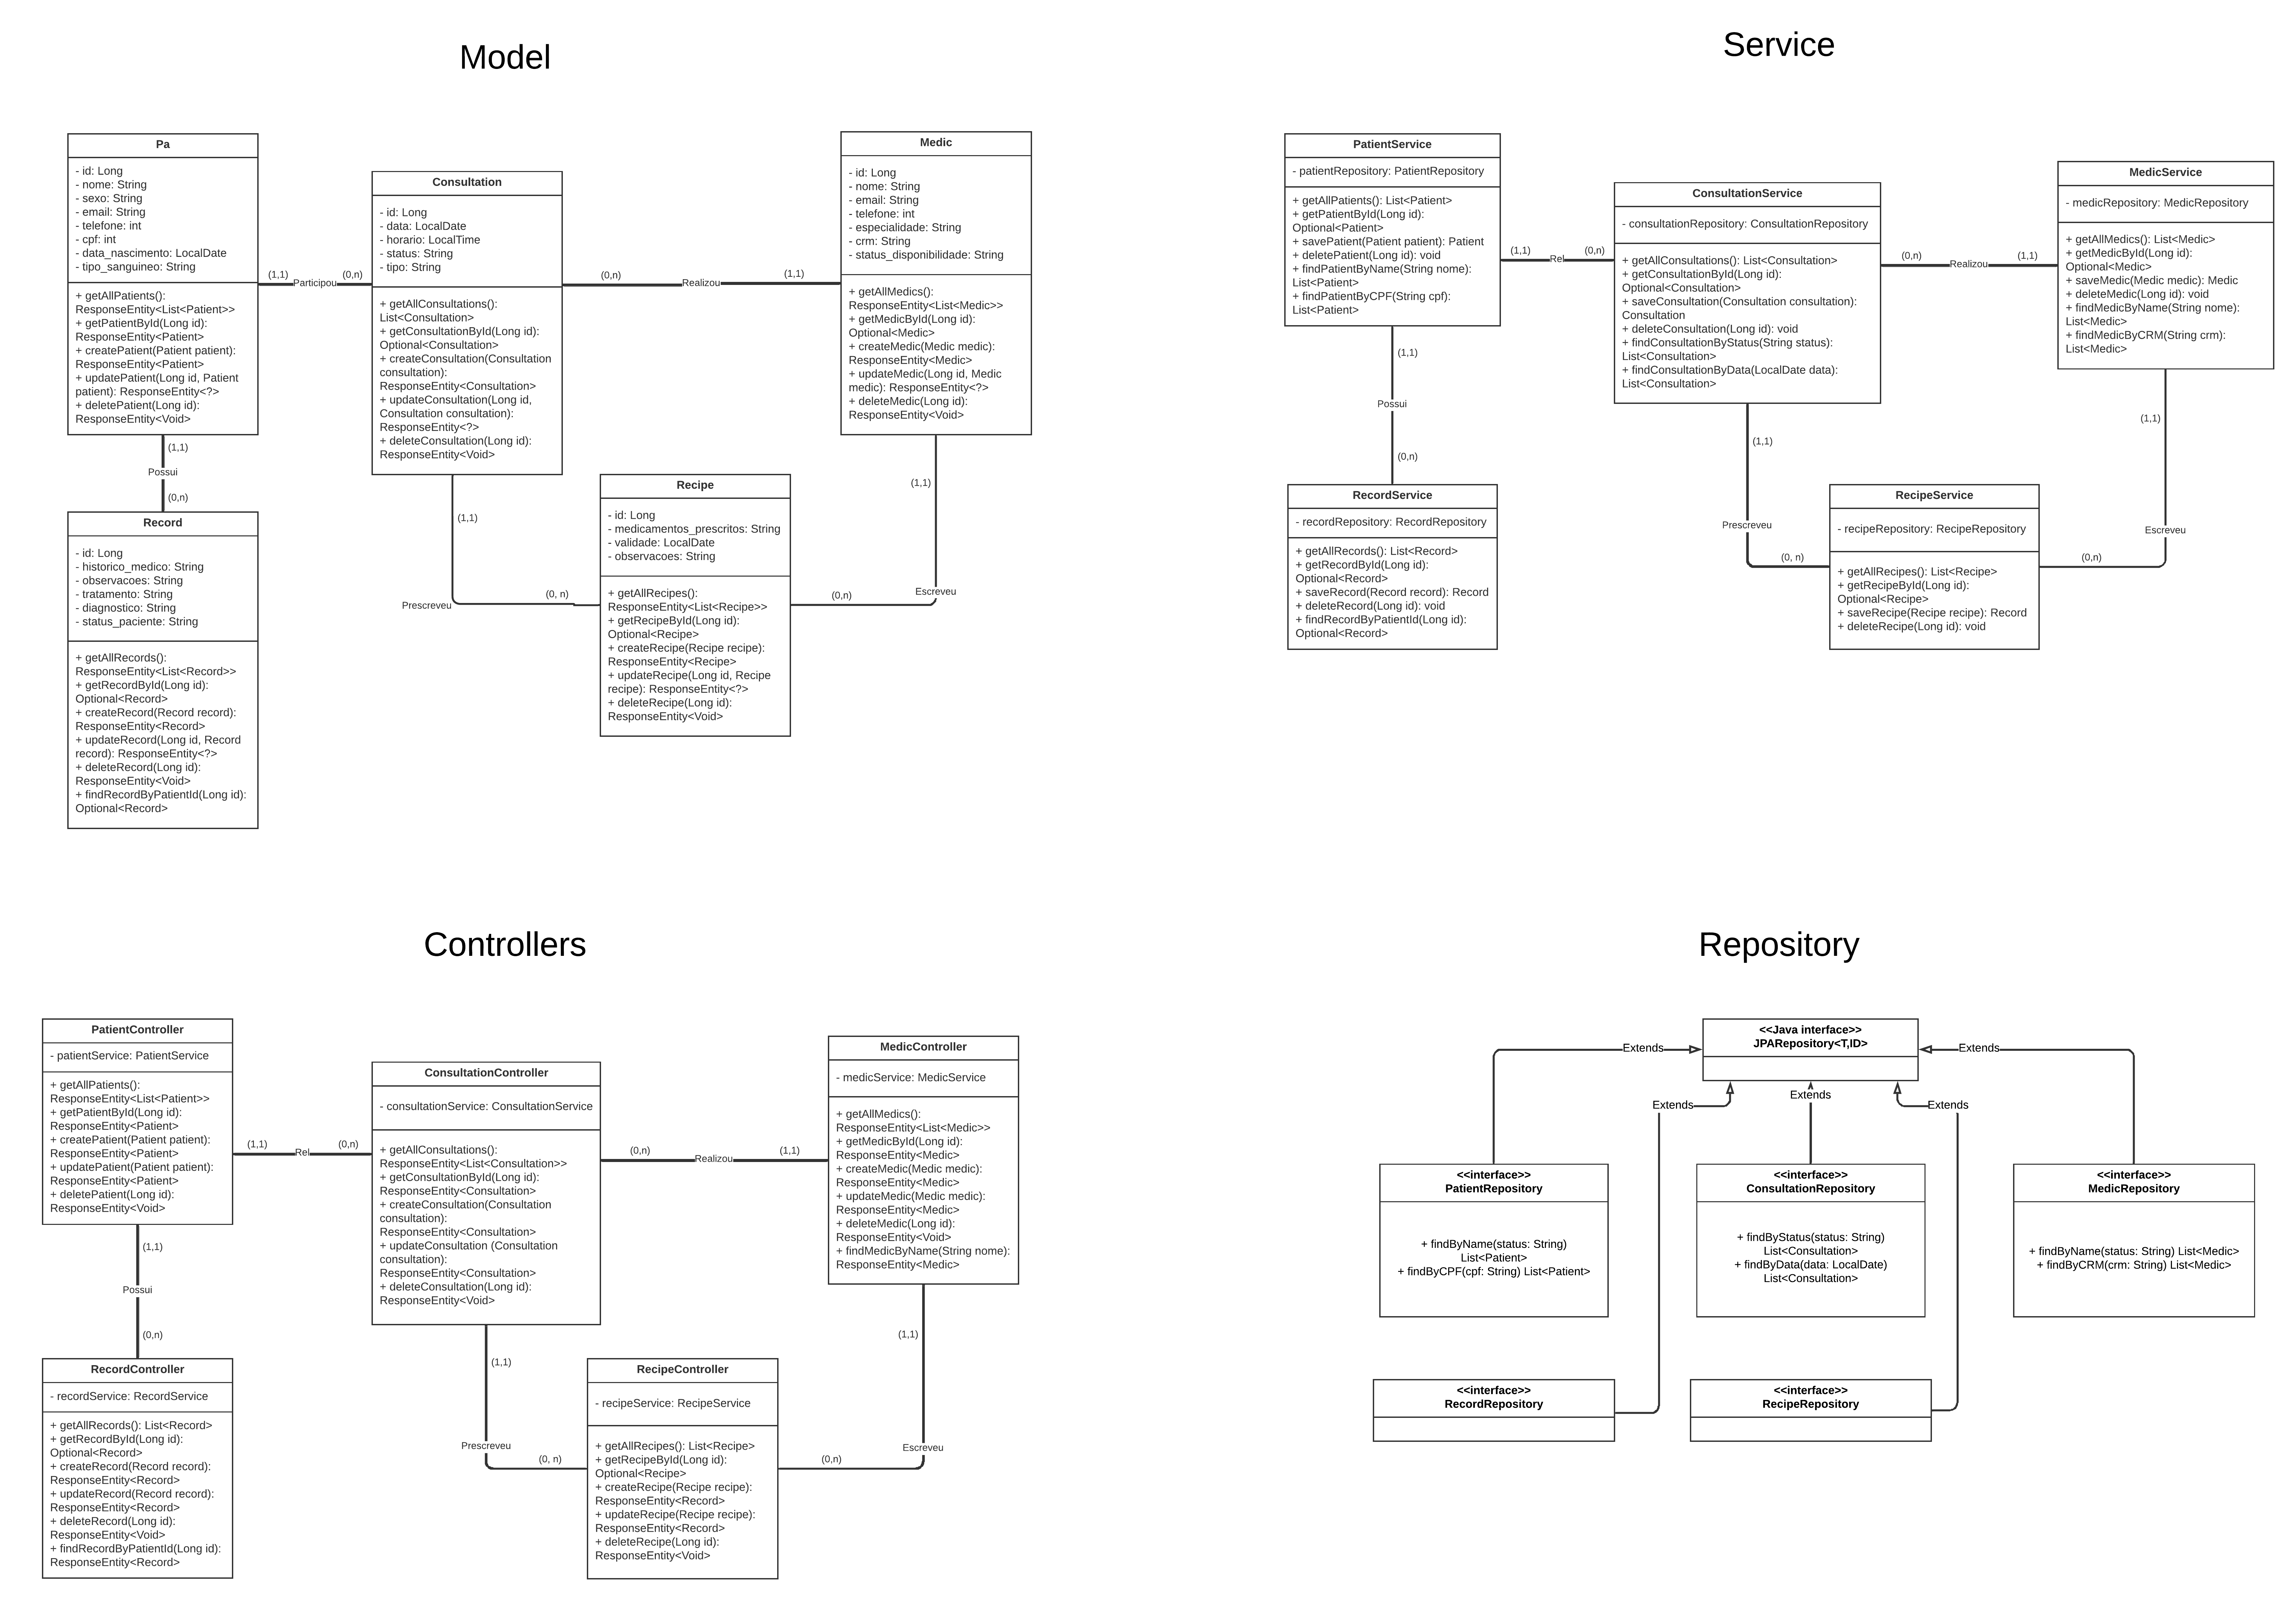 Model
Pa
- id: Long
- nome: String
- sexo: String
- email: String
- telefone: int
- cpf: int
- data_nascimento: LocalDate
- tipo_sanguineo: String
+ getAllPatients():
ResponseEntity<List<Patient>>
+ getPatientById(Long id):
ResponseEntity<Patient>
+ createPatient(Patient patient):
ResponseEntity<Patient>
+ updatePatient(Long id, Patient
patient): ResponseEntity<?>
+ deletePatient(Long id):
ResponseEntity<Void>
(1,1)
Participou
(0,n)
Consultation
- id: Long
- data: LocalDate
- horario: LocalTime
- status: String
- tipo: String
+ getAllConsultations():
List<Consultation>
+ getConsultationById(Long id):
Optional<Consultation>
+ createConsultation(Consultation
consultation):
ResponseEntity<Consultation>
+ updateConsultation(Long id,
Consultation consultation):
ResponseEntity<?>
+ deleteConsultation(Long id):
ResponseEntity<Void>
(0,n)
Realizou
(1,1)
Medic
- id: Long
- nome: String
- email: String
- telefone: int
- especialidade: String
- crm: String
- status_disponibilidade: String
+ getAllMedics():
ResponseEntity<List<Medic>>
+ getMedicById(Long id):
Optional<Medic>
+ createMedic(Medic medic):
ResponseEntity<Medic>
+ updateMedic(Long id, Medic
medic): ResponseEntity<?>
+ deleteMedic(Long id):
ResponseEntity<Void>
(1,1)
Possui
(0,n)
Record
- id: Long
- historico_medico: String
- observacoes: String
- tratamento: String
- diagnostico: String
- status_paciente: String
+ getAllRecords():
ResponseEntity<List<Record>>
+ getRecordById(Long id):
Optional<Record>
+ createRecord(Record record):
ResponseEntity<Record>
+ updateRecord(Long id, Record
record): ResponseEntity<?>
+ deleteRecord(Long id):
ResponseEntity<Void>
+ findRecordByPatientId(Long id):
Optional<Record>
(1,1)
Prescreveu
(0, n)
Recipe
- id: Long
- medicamentos_prescritos: String
- validade: LocalDate
- observacoes: String
+ getAllRecipes():
ResponseEntity<List<Recipe>>
+ getRecipeById(Long id):
Optional<Recipe>
+ createRecipe(Recipe recipe):
ResponseEntity<Recipe>
+ updateRecipe(Long id, Recipe
recipe): ResponseEntity<?>
+ deleteRecipe(Long id):
ResponseEntity<Void>
(1,1)
Escreveu
(0,n)
Service
PatientService
- patientRepository: PatientRepository
+ getAllPatients(): List<Patient>
+ getPatientById(Long id):
Optional<Patient>
+ savePatient(Patient patient): Patient
+ deletePatient(Long id): void
+ findPatientByName(String nome):
List<Patient>
+ findPatientByCPF(String cpf):
List<Patient>
(1,1)
Rel
(0,n)
ConsultationService
- consultationRepository: ConsultationRepository
+ getAllConsultations(): List<Consultation>
+ getConsultationById(Long id):
Optional<Consultation>
+ saveConsultation(Consultation consultation):
Consultation
+ deleteConsultation(Long id): void
+ findConsultationByStatus(String status):
List<Consultation>
+ findConsultationByData(LocalDate data):
List<Consultation>
(0,n)
Realizou
(1,1)
MedicService
- medicRepository: MedicRepository
+ getAllMedics(): List<Medic>
+ getMedicById(Long id):
Optional<Medic>
+ saveMedic(Medic medic): Medic
+ deleteMedic(Long id): void
+ findMedicByName(String nome):
List<Medic>
+ findMedicByCRM(String crm):
List<Medic>
(1,1)
Possui
(0,n)
RecordService
- recordRepository: RecordRepository
+ getAllRecords(): List<Record>
+ getRecordById(Long id):
Optional<Record>
+ saveRecord(Record record): Record
+ deleteRecord(Long id): void
+ findRecordByPatientId(Long id):
Optional<Record>
(1,1)
Prescreveu
(0, n)
RecipeService
- recipeRepository: RecipeRepository
+ getAllRecipes(): List<Recipe>
+ getRecipeById(Long id):
Optional<Recipe>
+ saveRecipe(Recipe recipe): Record
+ deleteRecipe(Long id): void
(1,1)
Escreveu
(0,n)
Controllers
PatientController
- patientService: PatientService
+ getAllPatients():
ResponseEntity<List<Patient>>
+ getPatientById(Long id):
ResponseEntity<Patient>
+ createPatient(Patient patient):
ResponseEntity<Patient>
+ updatePatient(Patient patient):
ResponseEntity<Patient>
+ deletePatient(Long id):
ResponseEntity<Void>
(1,1)
Rel
(0,n)
ConsultationController
- consultationService: ConsultationService
+ getAllConsultations():
ResponseEntity<List<Consultation>>
+ getConsultationById(Long id):
ResponseEntity<Consultation>
+ createConsultation(Consultation
consultation):
ResponseEntity<Consultation>
+ updateConsultation (Consultation
consultation):
ResponseEntity<Consultation>
+ deleteConsultation(Long id):
ResponseEntity<Void>
(0,n)
Realizou
(1,1)
MedicController
- medicService: MedicService
+ getAllMedics():
ResponseEntity<List<Medic>>
+ getMedicById(Long id):
ResponseEntity<Medic>
+ createMedic(Medic medic):
ResponseEntity<Medic>
+ updateMedic(Medic medic):
ResponseEntity<Medic>
+ deleteMedic(Long id):
ResponseEntity<Void>
+ findMedicByName(String nome):
ResponseEntity<Medic>
(1,1)
Possui
(0,n)
RecordController
- recordService: RecordService
+ getAllRecords(): List<Record>
+ getRecordById(Long id):
Optional<Record>
+ createRecord(Record record):
ResponseEntity<Record>
+ updateRecord(Record record):
ResponseEntity<Record>
+ deleteRecord(Long id):
ResponseEntity<Void>
+ findRecordByPatientId(Long id):
ResponseEntity<Record>
(1,1)
Prescreveu
(0, n)
RecipeController
- recipeService: RecipeService
+ getAllRecipes(): List<Recipe>
+ getRecipeById(Long id):
Optional<Recipe>
+ createRecipe(Recipe recipe):
ResponseEntity<Record>
+ updateRecipe(Recipe recipe):
ResponseEntity<Record>
+ deleteRecipe(Long id):
ResponseEntity<Void>
(1,1)
Escreveu
(0,n)
Repository
<<Java interface>>
JPARepository<T,ID>
Extends
Extends
Extends
Extends
Extends
<<interface>>
PatientRepository
+ findByName(status: String)
List<Patient>
+ findByCPF(cpf: String) List<Patient>
<<interface>>
ConsultationRepository
+ findByStatus(status: String)
List<Consultation>
+ findByData(data: LocalDate)
List<Consultation>
<<interface>>
MedicRepository
+ findByName(status: String) List<Medic>
+ findByCRM(crm: String) List<Medic>
<<interface>>
RecordRepository
<<interface>>
RecipeRepository